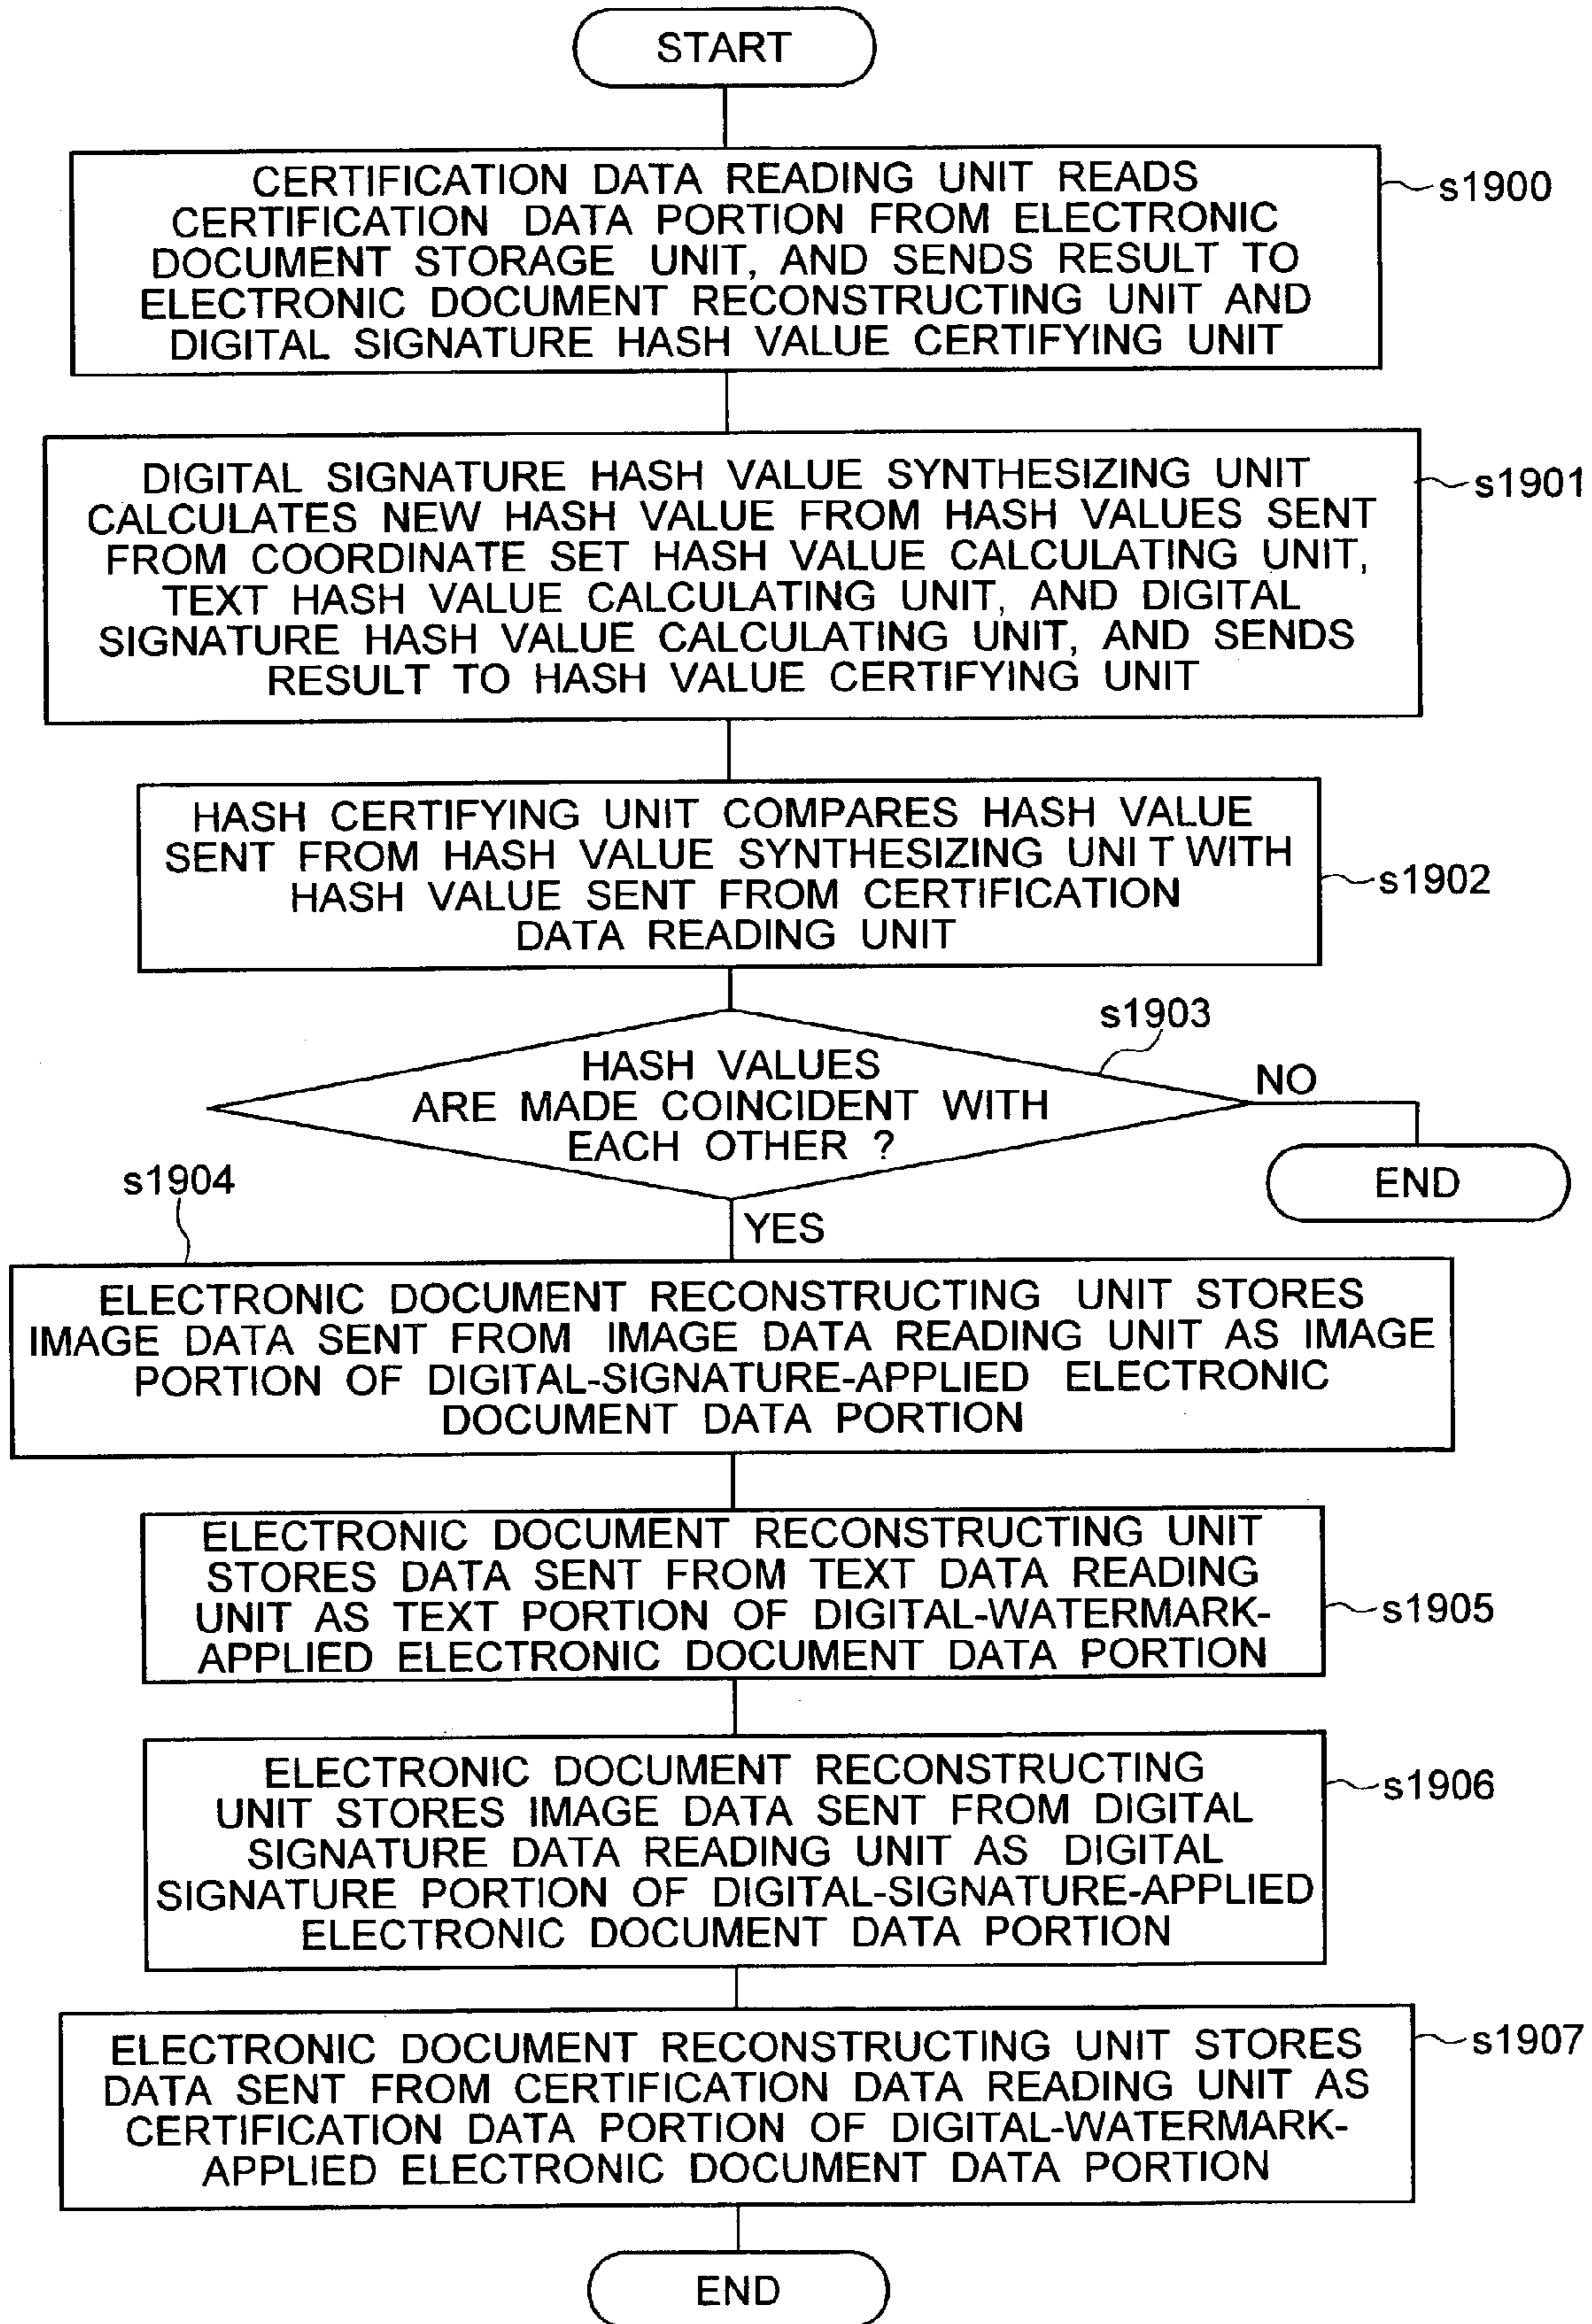 START
CERTIFICATION DATA READING UNIT READS
CERTIFICATION DATA PORTION FROM ELECTRONIC
DOCUMENT STORAGE UNIT, AND SENDS RESULT TO
ELECTRONIC DOCUMENT RECONSTRUCTING UNIT AND
DIGITAL SIGNATURE HASH VALUE CERTIFYING UNIT
s1900
DIGITAL SIGNATURE HASH VALUE SYNTHESIZING UNIT
CALCULATES NEW HASH VALUE FROM HASH VALUES SENT
FROM COORDINATE SET HASH VALUE CALCULATING UNIT,
TEXT HASH VALUE CALCULATING UNIT, AND DIGITAL
SIGNATURE HASH VALUE CALCULATING UNIT, AND SENDS
RESULT TO HASH VALUE CERTIFYING UNIT
s1901
HASH CERTIFYING UNIT COMPARES HASH VALUE
SENT FROM HASH VALUE SYNTHESIZING UNIT WITH
HASH VALUE SENT FROM CERTIFICATION
DATA READING UNIT
s1902
s1903
HASH VALUES
ARE MADE COINCIDENT WITH
EACH OTHER ?
NO
END
YES
s1904
ELECTRONIC DOCUMENT RECONSTRUCTING UNIT STORES
IMAGE DATA SENT FROM IMAGE DATA READING UNIT AS IMAGE
PORTION OF DIGITAL-SIGNATURE-APPLIED ELECTRONIC
DOCUMENT DATA PORTION
ELECTRONIC DOCUMENT RECONSTRUCTING UNIT
STORES DATA SENT FROM TEXT DATA READING
UNIT AS TEXT PORTION OF DIGITAL-WATERMARK-
APPLIED ELECTRONIC DOCUMENT DATA PORTION
s1905
ELECTRONIC DOCUMENT RECONSTRUCTING
UNIT STORES IMAGE DATA SENT FROM DIGITAL
SIGNATURE DATA READING UNIT AS DIGITAL
SIGNATURE PORTION OF DIGITAL-SIGNATURE-APPLIED
ELECTRONIC DOCUMENT DATA PORTION
s1906
ELECTRONIC DOCUMENT RECONSTRUCTING UNIT STORES
DATA SENT FROM CERTIFICATION DATA READING UNIT AS
CERTIFICATION DATA PORTION OF DIGITAL-WATERMARK-
APPLIED ELECTRONIC DOCUMENT DATA PORTION
s1907
END